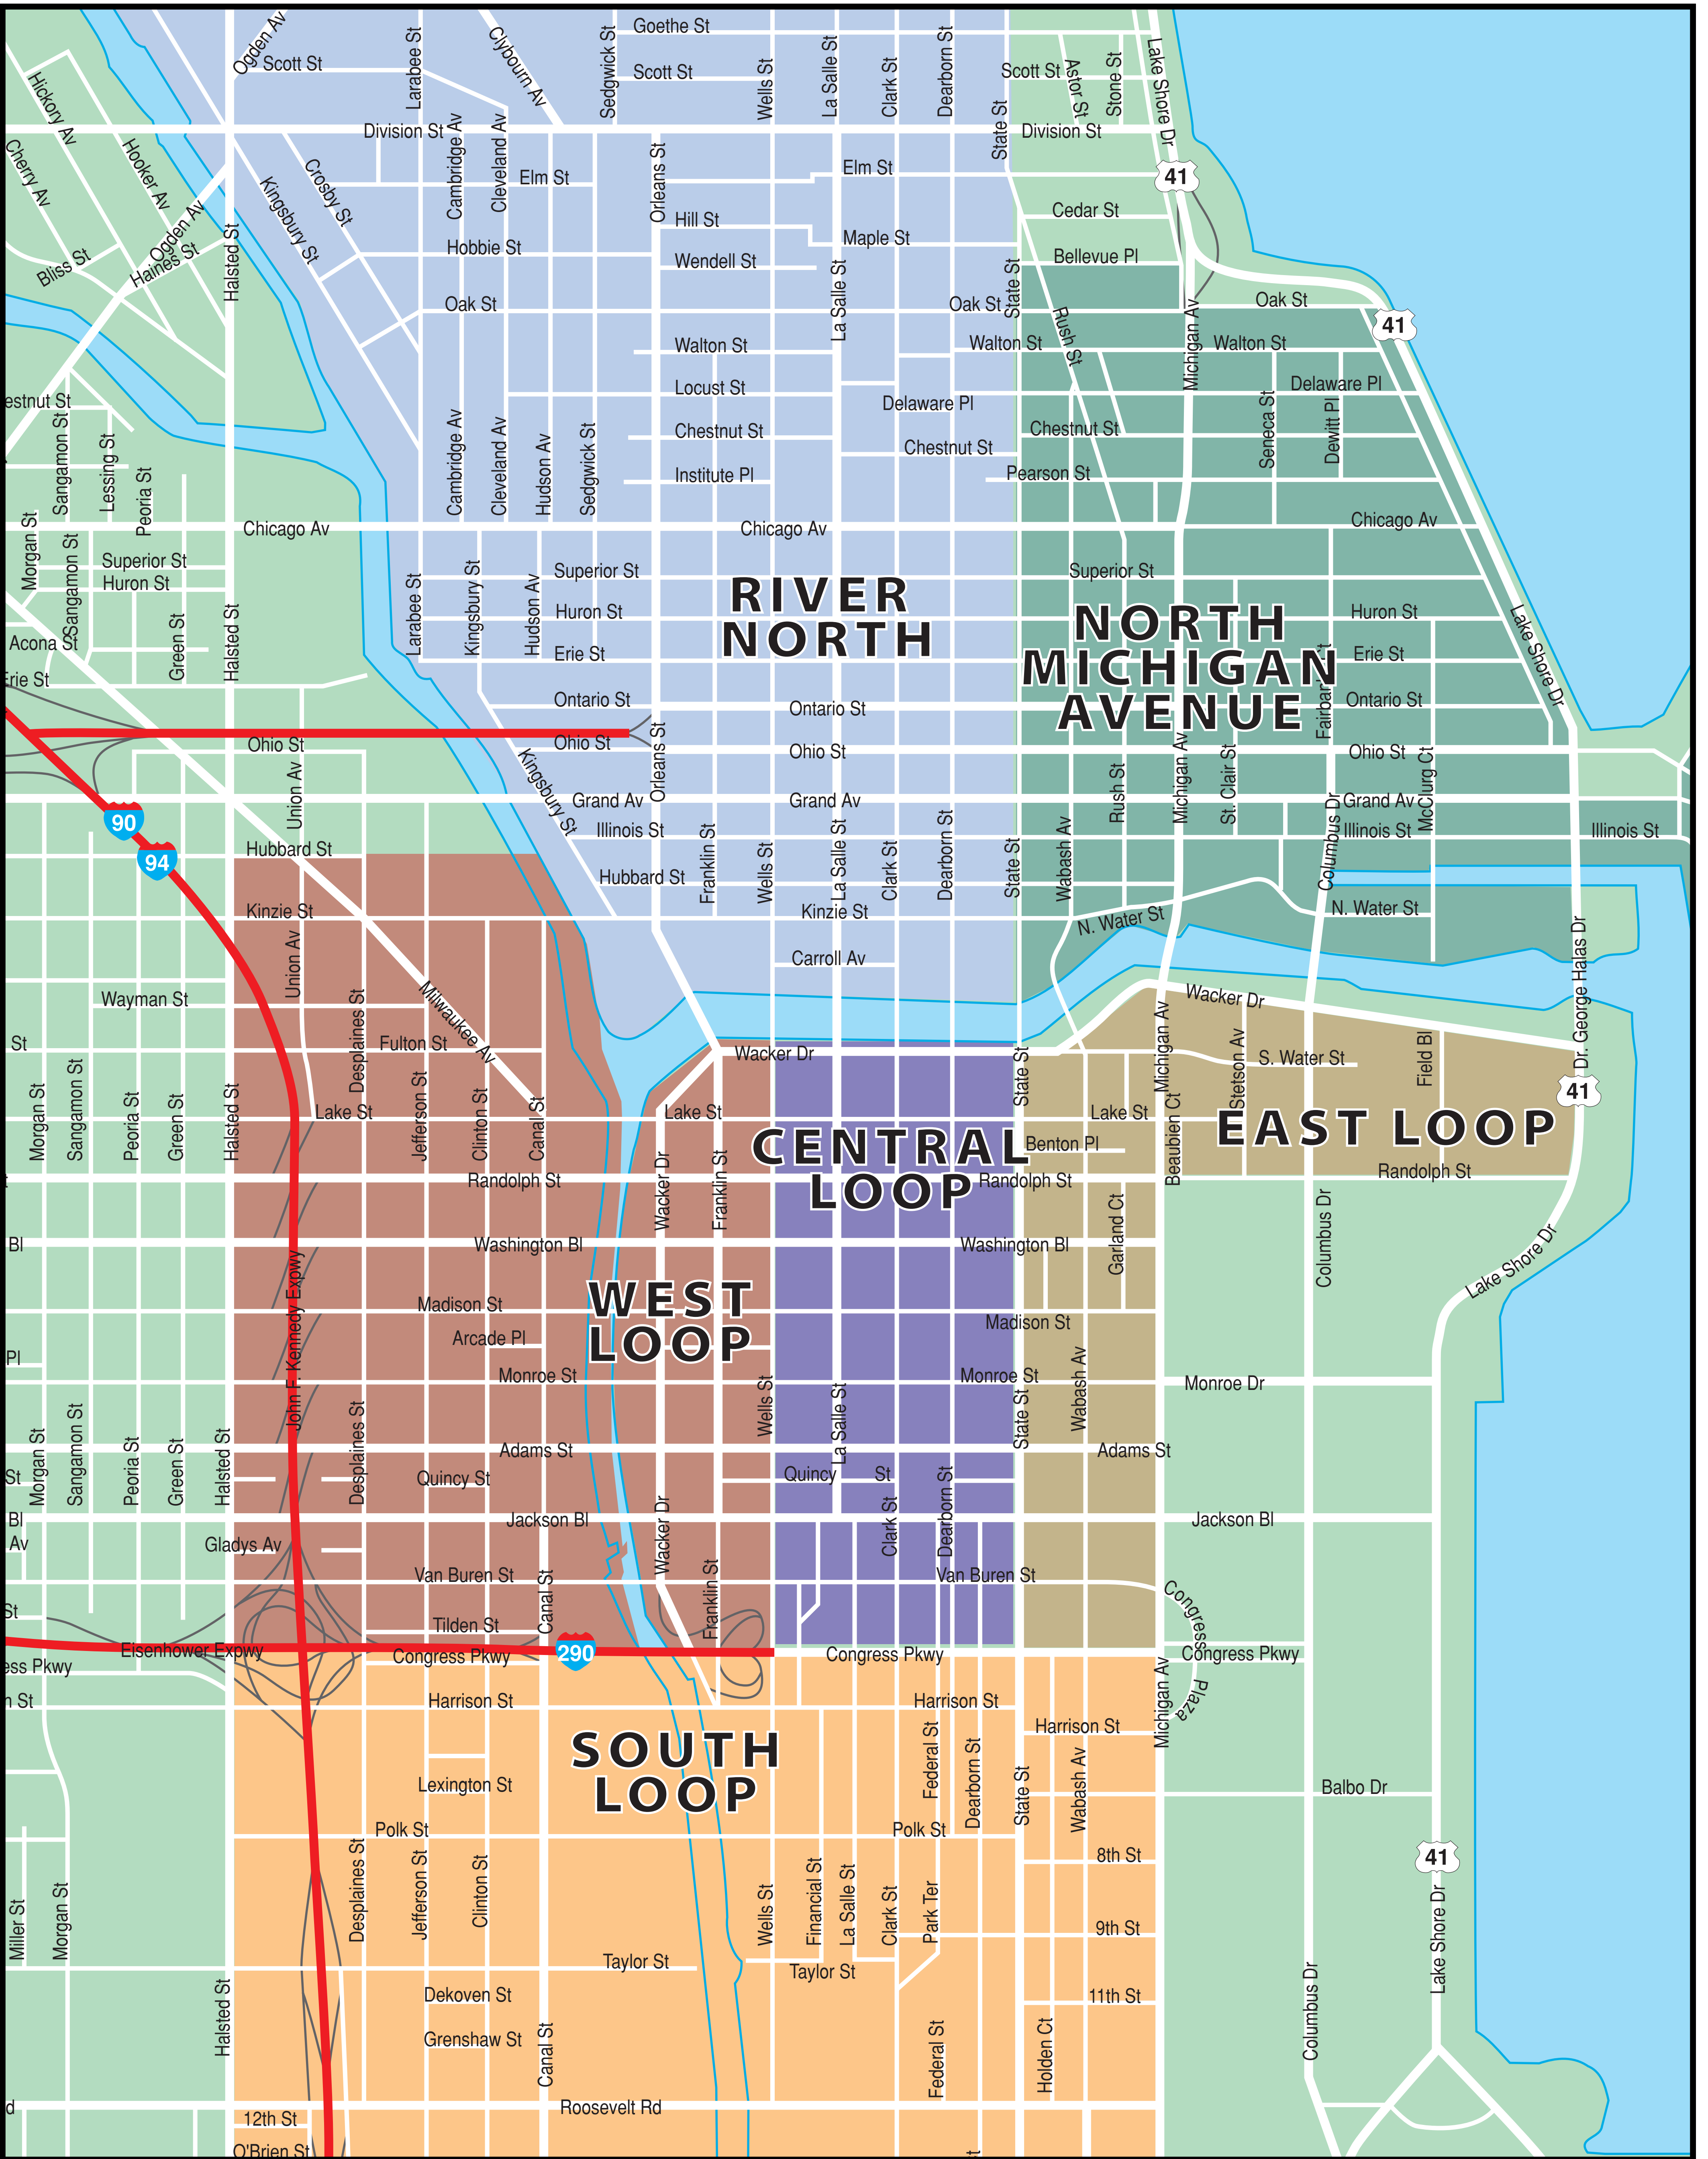 Goethe St
Ogden Av
Scott St
Larabee St
Clybourn Av
Sedgwick St
Scott St
Wells St
La Salle St
Clark St
Dearborn St
Scott St
Astor St
Stone St
Lake Shore Dr
Hickory Av
Cherry Av
Hooker Av
Division St
Cambridge Av
Cleveland Av
State St
Division St
Crosby St
Kingsbury St
Elm St
Orleans St
Elm St
41
Ogden Av
Halsted St
Hill St
Maple St
Cedar St
Bliss St
Haines St
Hobbie St
Wendell St
La Salle St
State St
Bellevue Pl
Oak St
Oak St
Rush St
Michigan Av
Oak St
41
Walton St
Walton St
Walton St
Locust St
Delaware Pl
Delaware Pl
Seneca St
Dewitt Pl
estnut St
Sangamon St
Lessing St
Peoria St
Cambridge Av
Cleveland Av
Hudson Av
Sedgwick St
Chestnut St
Chestnut St
Chestnut St
Institute Pl
Pearson St
Chicago Av
Chicago Av
Chicago Av
Morgan St
Sangamon St
Superior St
Huron St
Green St
Halsted St
Larabee St
Kingsbury St
Hudson Av
Superior St
Superior St
Huron St
Huron St
RIVER
NORTH
NORTH
MICHIGAN
AVENUE
Lake Shore Dr
Acona St
Erie St
Erie St
Erie St
Ontario St
Ontario St
Ontario St
Ohio St
Ohio St
Ohio St
Ohio St
Union Av
Kingsbury St
Orleans St
Rush St
Michigan Av
St. Clair St
McClurg Ct
90
94
Grand Av
Grand Av
Grand Av
Illinois St
Illinois St
Illinois St
Hubbard St
Hubbard St
Franklin St
Wells St
La Salle St
Clark St
Dearborn St
State St
Wabash Av
Columbus Dr
Kinzie St
Kinzie St
N. Water St
N. Water St
Union Av
Carroll Av
Dr. George Halas Dr
Wayman St
Desplaines St
Milwaukee Av
Wacker Dr
St
Fulton St
Wacker Dr
State St
Michigan Av
Stetson Av
S. Water St
Field Bl
41
Morgan St
Sangamon St
Peoria St
Green St
Halsted St
Lake St
Jefferson St
Clinton St
Canal St
Lake St
Lake St
Beaubien Ct
CENTRAL
LOOP
EAST LOOP
Benton Pl
Randolph St
Wacker Dr
Franklin St
Randolph St
Randolph St
Garland Ct
Columbus Dr
Bl
Washington Bl
Washington Bl
Lake Shore Dr
John F. Kennedy Expwy
Madison St
WEST
LOOP
Madison St
Arcade Pl
Pl
Monroe St
Wells St
La Salle St
Monroe St
State St
Wabash Av
Monroe Dr
Morgan St
Sangamon St
Peoria St
Green St
Halsted St
Desplaines St
Adams St
Adams St
St
Quincy St
Quincy
St
Wacker Dr
Clark St
Dearborn St
Bl
Jackson Bl
Jackson Bl
Av
Gladys Av
Van Buren St
Canal St
Franklin St
Van Buren St
Congress
Plaza
St
Tilden St
Eisenhower Expwy
290
Congress Pkwy
Congress Pkwy
Congress Pkwy
ess Pkwy
Harrison St
Harrison St
Harrison St
Michigan Av
n St
SOUTH
LOOP
Federal St
Dearborn St
State St
Wabash Av
Lexington St
Balbo Dr
Polk St
Polk St
8th St
41
Miller St
Morgan St
Desplaines St
Jefferson St
Clinton St
Wells St
Financial St
La Salle St
Clark St
Park Ter
9th St
Lake Shore Dr
Taylor St
Taylor St
Halsted St
Dekoven St
11th St
Columbus Dr
Grenshaw St
Canal St
Federal St
Holden Ct
d
Roosevelt Rd
12th St
O'Brien St